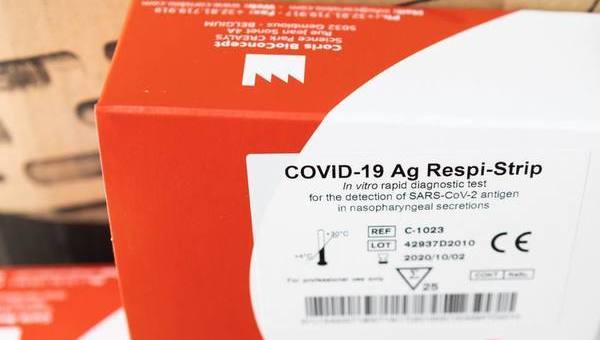 Coris BioConcept
Science Park CREALYS
Rue Jean Sonet 4A
5032 Gembloux - BELGIUM
COVID-19 Ag Respi-Strip
In vitro rapid diagnostic test
for the detection of SARS-CoV-2 antigen
in nasopharyngeal secretions
REF C-1023
+30°C
LOT 42937D2010
CE
+4°C
2020/10/02
For professional use only
Σ
25
CONT NaN₃